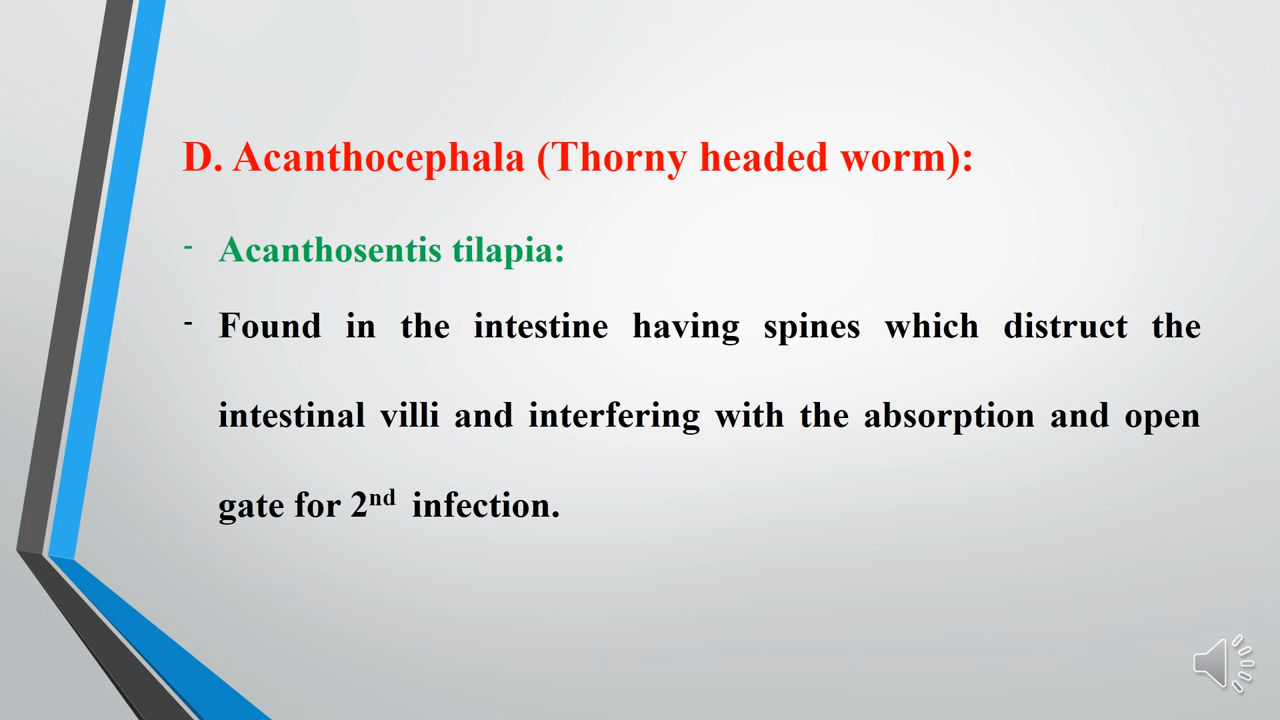 D. Acanthocephala (Thorny headed worm):
- Acanthosentis tilapia:
- Found in the intestine having spines which distruct the
intestinal villi and interfering with the absorption and open
gate for 2nd infection.